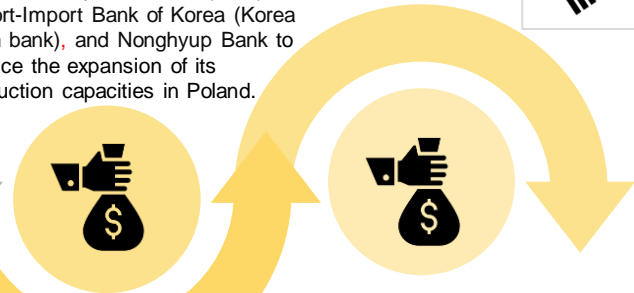 ort-Import Bank of Korea (Korea
bank), and Nonghyup Bank to
ce the expansion of its
uction capacities in Poland.
$
$